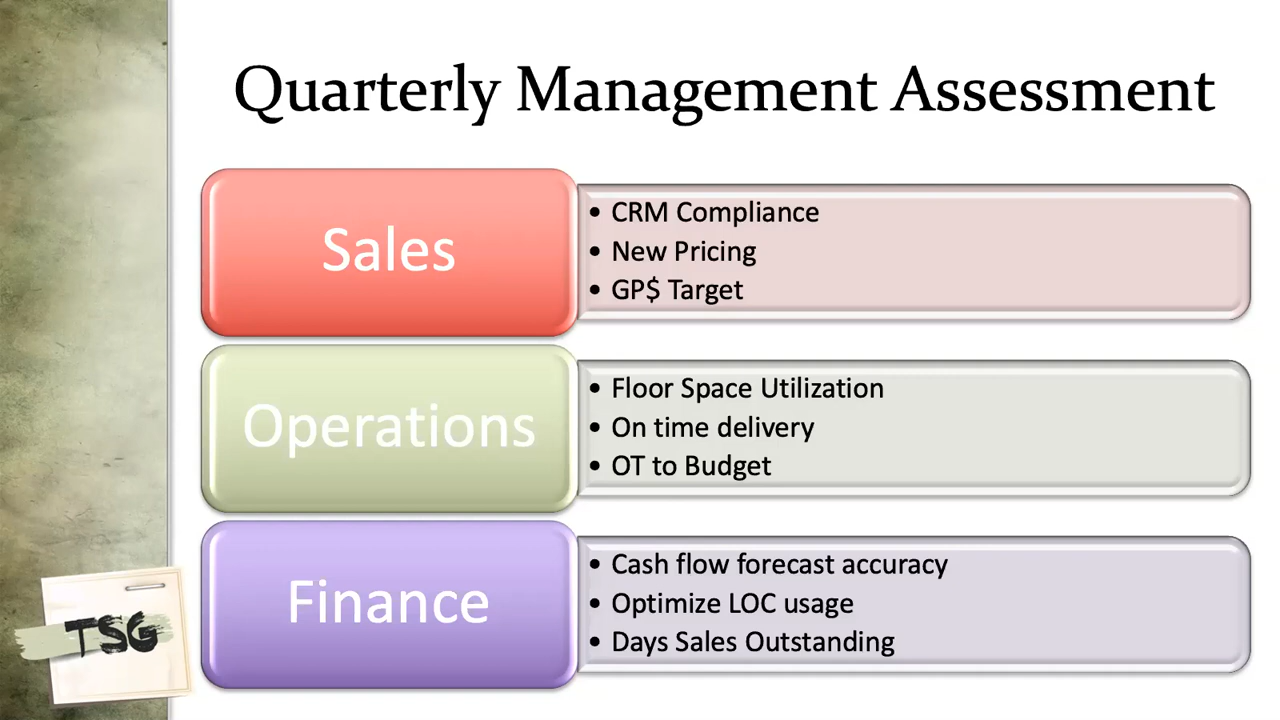 Quarterly Management Assessment
Sales
• CRM Compliance
• New Pricing
• GP$ Target
Operations
• Floor Space Utilization
• On time delivery
• OT to Budget
Finance
• Cash flow forecast accuracy
• Optimize LOC usage
• Days Sales Outstanding
TSG